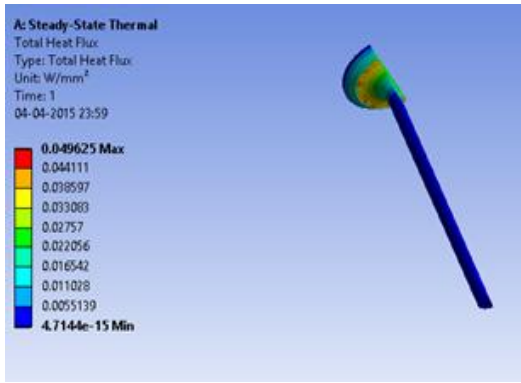 A: Steady-State Thermal
Total Heat Flux
Type: Total Heat Flux
Unit: W/mm²
Time: 1
04-04-2015 23:59
0.049625 Max
0.044111
0.038597
0.033083
0.02757
0.022056
0.016542
0.011028
0.0055139
4.7144e-15 Min